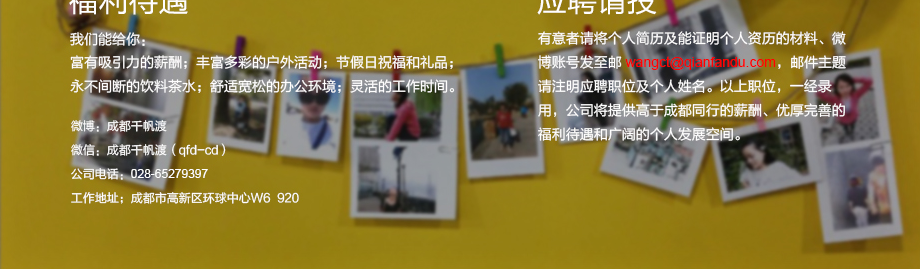 福利待遇
我们能给你：
富有吸引力的薪酬；丰富多彩的户外活动；节假日祝福和礼品；
永不间断的饮料茶水；舒适宽松的办公环境；灵活的工作时间。
微博：成都千帆渡
微信：成都千帆渡（qfd-cd）
公司电话：028-65279397
工作地址：成都市高新区环球中心W6 920
应聘请投
有意者请将个人简历及能证明个人资历的材料、微
博账号发至邮 wangcl@qianfandu.com，邮件主题
请注明应聘职位及个人姓名。以上职位，一经录
用，公司将提供高于成都同行的薪酬、优厚完善的
福利待遇和广阔的个人发展空间。